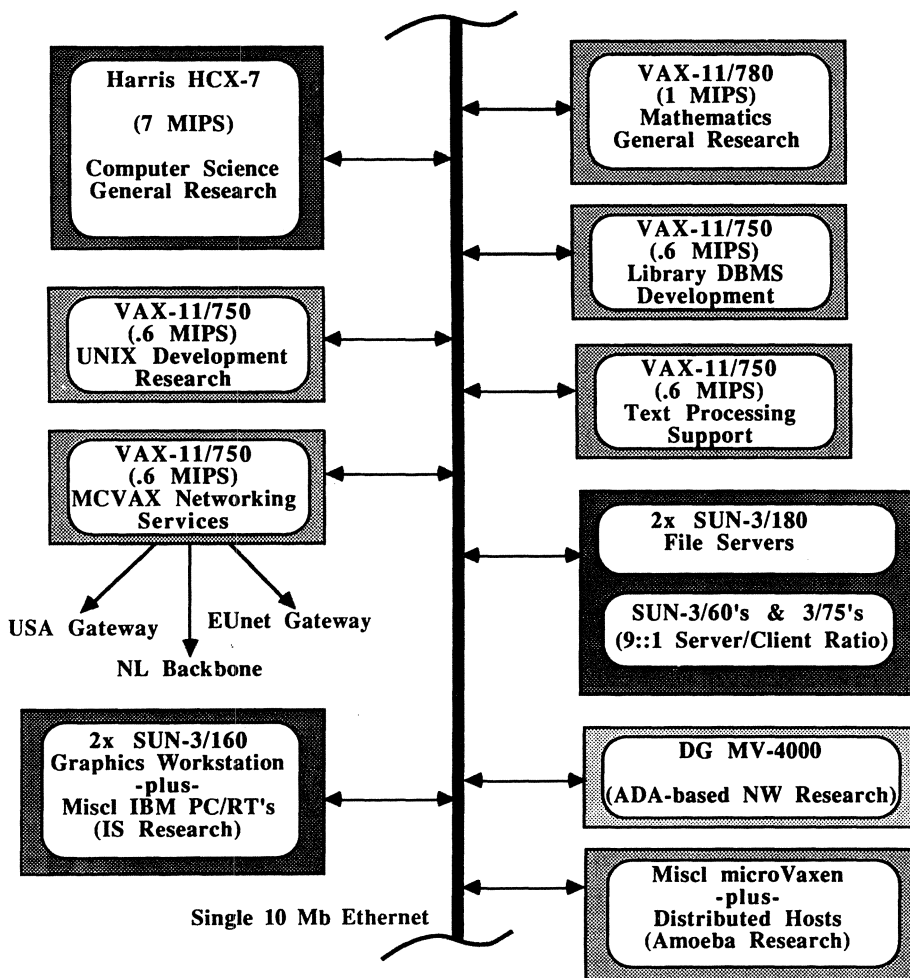 Harris HCX-7
(7 MIPS)
Computer Science
General Research
VAX-11/750
(.6 MIPS)
UNIX Development
Research
VAX-11/750
(.6 MIPS)
MCVAX Networking
Services
USA Gateway
EUnet Gateway
NL Backbone
2x SUN-3/160
Graphics Workstation
-plus-
Miscl IBM PC/RT's
(IS Research)
Single 10 Mb Ethernet
VAX-11/780
(1 MIPS)
Mathematics
General Research
VAX-11/750
(.6 MIPS)
Library DBMS
Development
VAX-11/750
(.6 MIPS)
Text Processing
Support
2x SUN-3/180
File Servers
SUN-3/60's & 3/75's
(9::1 Server/Client Ratio)
DG MV-4000
(ADA-based NW Research)
Miscl microVaxen
-plus-
Distributed Hosts
(Amoeba Research)